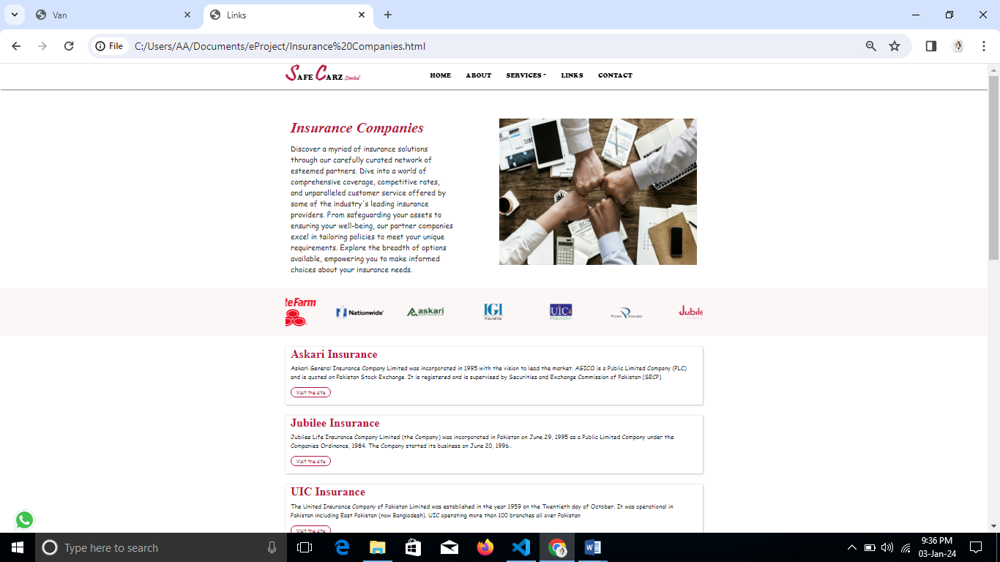 Van
Links
File
C:/Users/AA/Documents/eProject/Insurance%20Companies.html
SAFE CARZ Limited
HOME
ABOUT
SERVICES
LINKS
CONTACT
Insurance Companies
Discover a myriad of insurance solutions
through our carefully curated network of
esteemed partners. Dive into a world of
comprehensive coverage, competitive rates,
and unparalleled customer service offered by
some of the industry's leading insurance
providers. From safeguarding your assets to
ensuring your well-being, our partner companies
excel in tailoring policies to meet your unique
requirements. Explore the breadth of options
available, empowering you to make informed
choices about your insurance needs.
teFarm
Nationwide
askari
IGI
Insurance
UIC
PAKISTAN
Jubile
Askari Insurance
Askari General Insurance Company Limited was incorporated in 1995 with the vision to lead the market. AGICO is a Public Limited Company (PLC)
and is quoted on Pakistan Stock Exchange. It is registered and is supervised by Securities and Exchange Commission of Pakistan (SECP).
Visit the site
Jubilee Insurance
Jubilee Life Insurance Company Limited (the Company) was incorporated in Pakistan on June 29, 1995 as a Public Limited Company under the
Companies Ordinance, 1984. The Company started its business on June 20, 1996..
Visit the site
UIC Insurance
The United Insurance Company of Pakistan Limited was established in the year 1959 on the Twentieth day of October. It was operational in
Pakistan including East Pakistan (now Bangladesh). UIC operating more than 100 branches all over Pakistan
Visit the site
Type here to search
9:36 PM
03-Jan-24